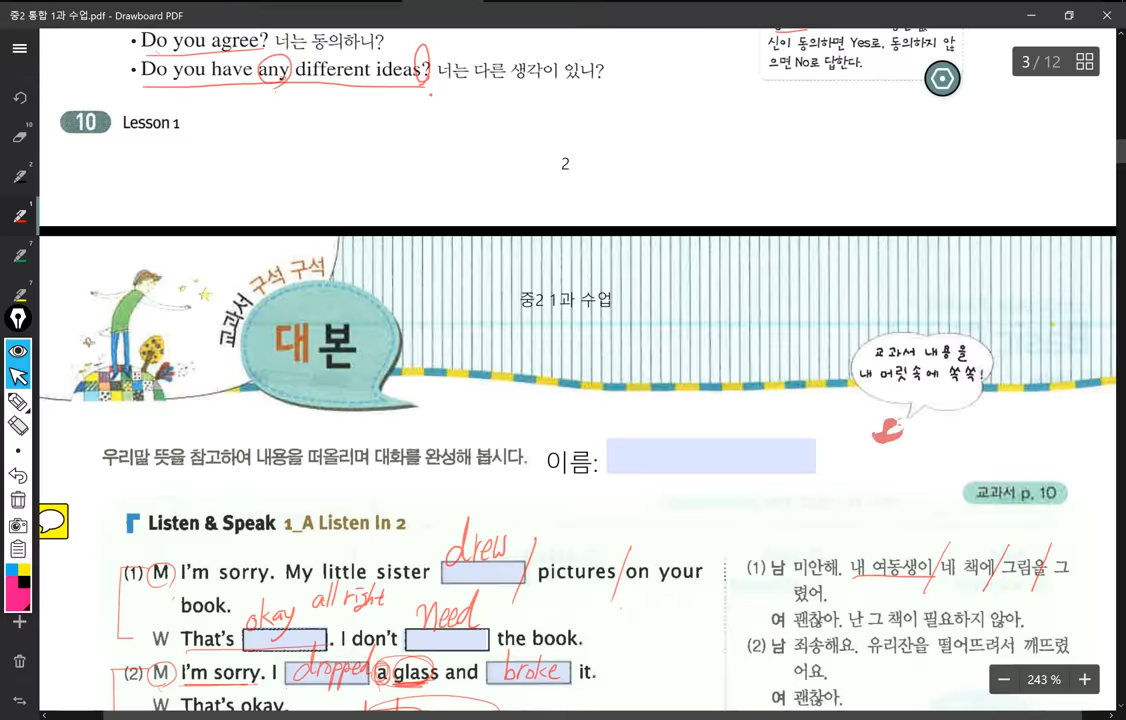 중2 통합 1과 수업.pdf - Drawboard PDF
• Do you agree? 너는 동의하니?
• Do you have any different ideas? 너는 다른 생각이 있니?
신이 동의하면 Yes로, 동의하지 않
으면 No로 답한다.
3 / 12
10 Lesson 1
2
교과서 구석 구석
대본
중2 1과 수업
교과서 내용을
내 머릿속에 쏙쏙!
우리말 뜻을 참고하여 내용을 떠올리며 대화를 완성해 봅시다. 이름:
교과서 p. 10
Listen & Speak 1_A Listen In 2
(1) M I'm sorry. My little sister drew pictures on your
book.
okay all right
W That's . I don't need the book.
(2) M I'm sorry. I dropped a glass and broke it.
W That's okay.
(1) 남 미안해. 내 여동생이 네 책에 그림을 그
렸어.
여 괜찮아. 난 그 책이 필요하지 않아.
(2) 남 죄송해요. 유리잔을 떨어뜨려서 깨뜨렸
어요.
여 괜찮아.
243 %
10
2
1
7
7